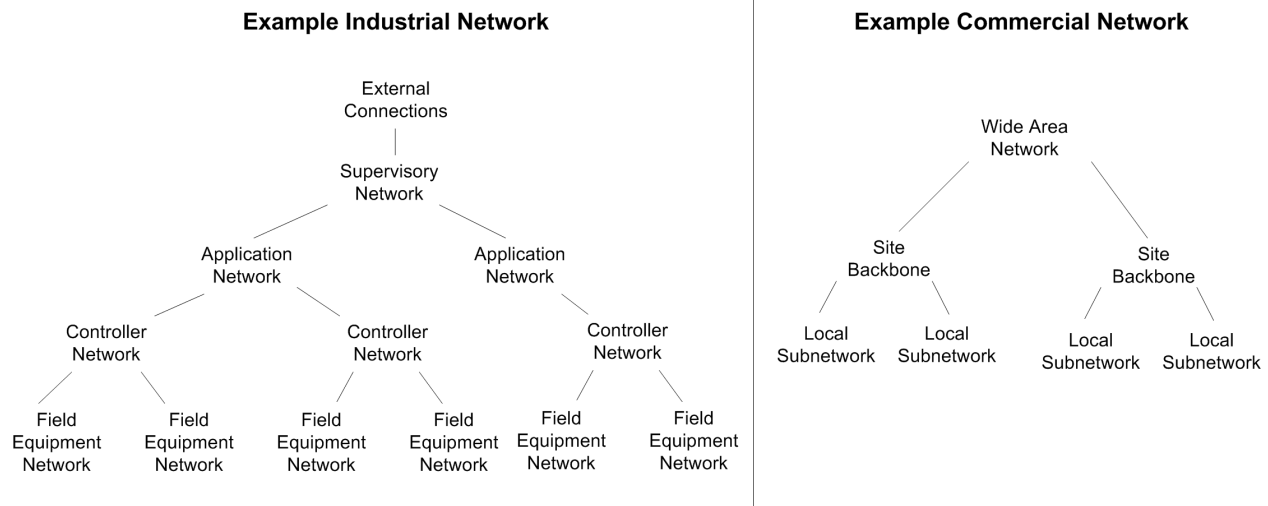 Example Industrial Network
External
Connections
Supervisory
Network
Application
Network
Application
Network
Controller
Network
Controller
Network
Controller
Network
Field
Equipment
Network
Field
Equipment
Network
Field
Equipment
Network
Field
Equipment
Network
Field
Equipment
Network
Field
Equipment
Network
Example Commercial Network
Wide Area
Network
Site
Backbone
Site
Backbone
Local
Subnetwork
Local
Subnetwork
Local
Subnetwork
Local
Subnetwork